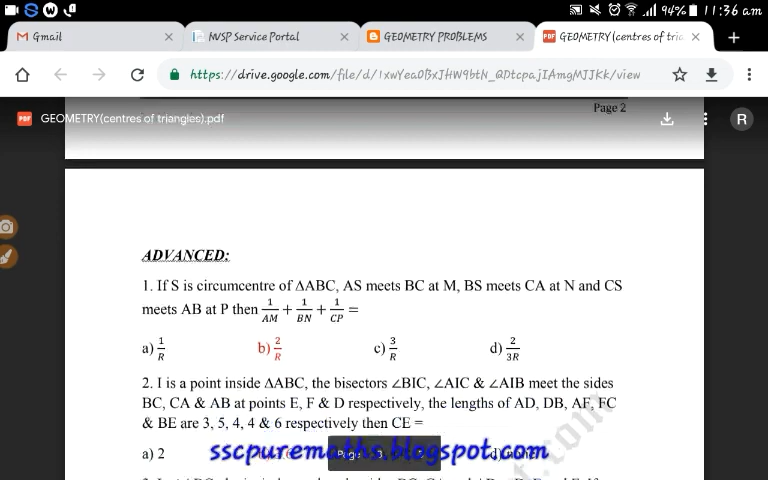 94% 11:36 am
Gmail × NVSP Service Portal × GEOMETRY PROBLEMS × GEOMETRY(centres of tria ×
https://drive.google.com/file/d/1xwYeaOBxJHW9btN_QDtcpajIAmgMJJKk/view
Page 2
PDF GEOMETRY(centres of triangles).pdf R
ADVANCED:
1. If S is circumcentre of ΔABC, AS meets BC at M, BS meets CA at N and CS
meets AB at P then 1/AM + 1/BN + 1/CP =
a) 1/R b) 2/R c) 3/R d) 2/3R
2. I is a point inside ΔABC, the bisectors ∠BIC, ∠AIC & ∠AIB meet the sides
BC, CA & AB at points E, F & D respectively, the lengths of AD, DB, AF, FC
& BE are 3, 5, 4, 4 & 6 respectively then CE =
a) 2
sscpuremaths.blogspot.com
Page 3